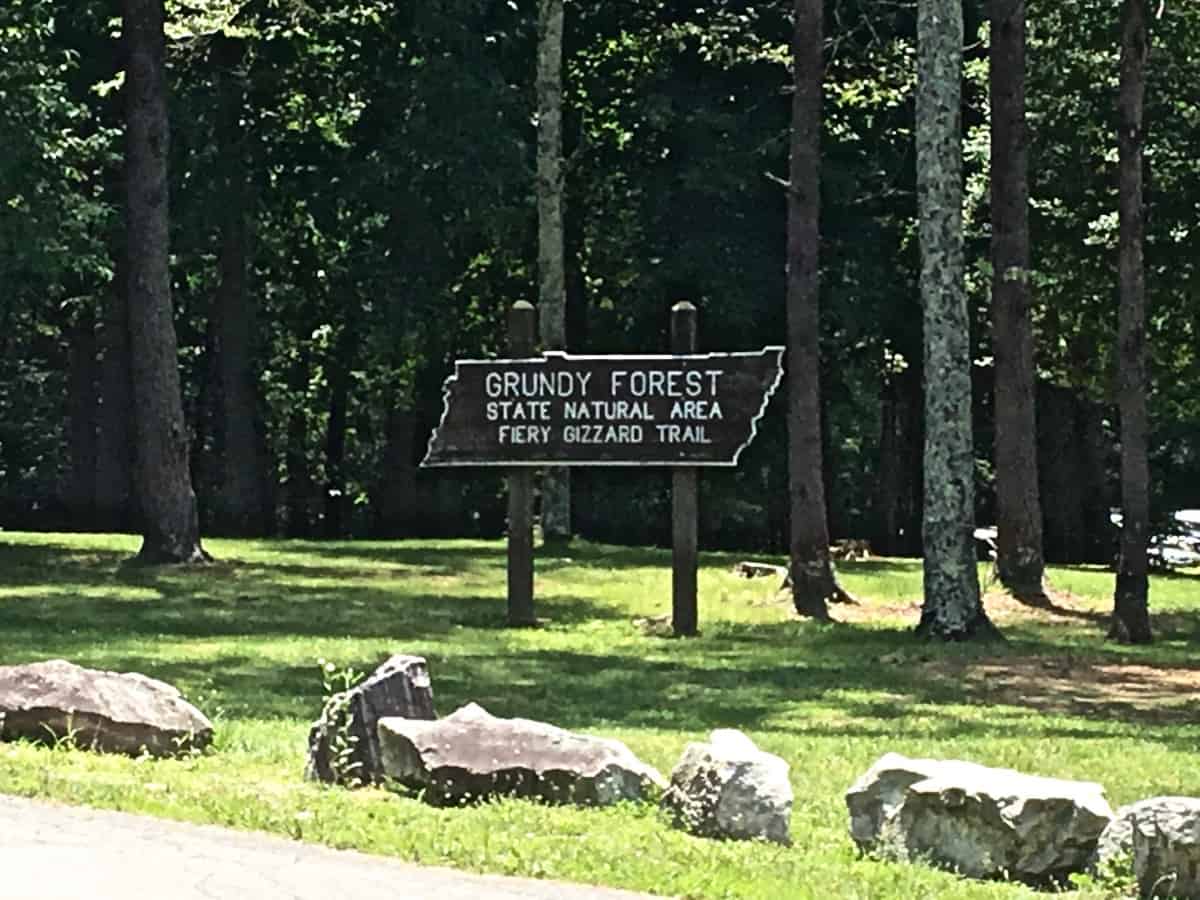 GRUNDY FOREST
STATE NATURAL AREA
FIERY GIZZARD TRAIL